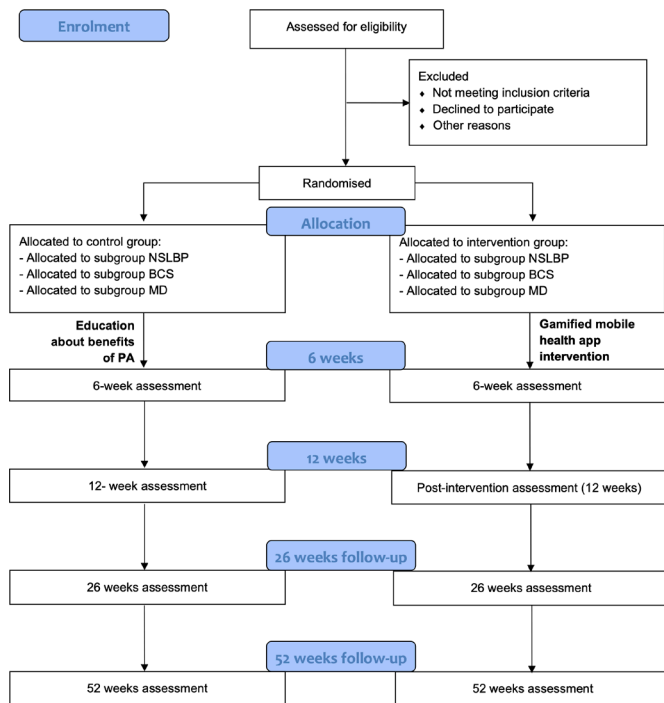 Enrolment
Assessed for eligibility
Excluded
♦ Not meeting inclusion criteria
♦ Declined to participate
♦ Other reasons
Randomised
Allocation
Allocated to control group:
- Allocated to subgroup NSLBP
- Allocated to subgroup BCS
- Allocated to subgroup MD
Allocated to intervention group:
- Allocated to subgroup NSLBP
- Allocated to subgroup BCS
- Allocated to subgroup MD
Education
about benefits
of PA
Gamified mobile
health app
intervention
6 weeks
6-week assessment
6-week assessment
12 weeks
12- week assessment
Post-intervention assessment (12 weeks)
26 weeks follow-up
26 weeks assessment
26 weeks assessment
52 weeks follow-up
52 weeks assessment
52 weeks assessment